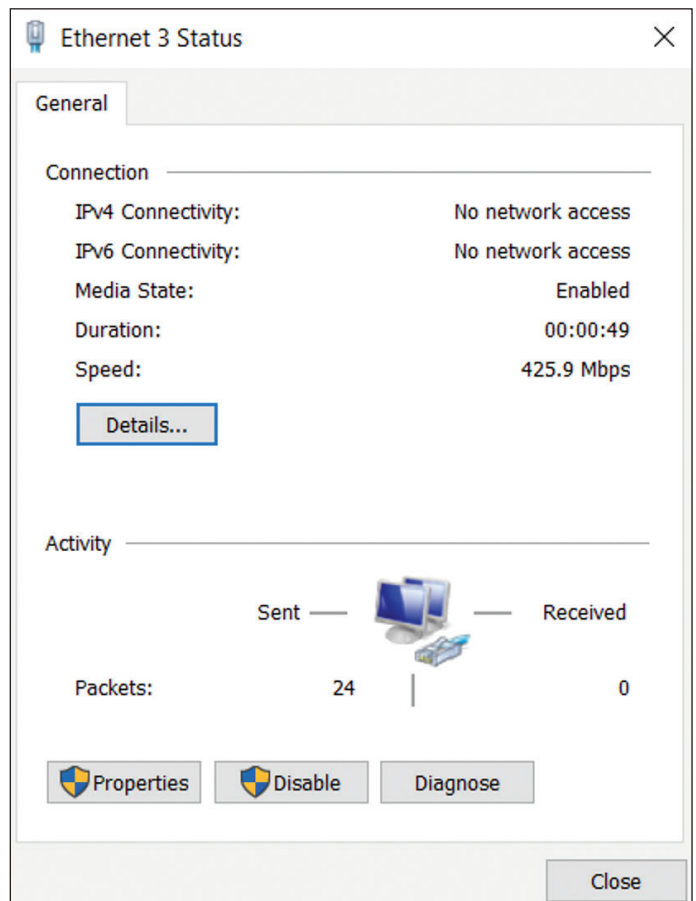 Ethernet 3 Status
General
Connection
IPv4 Connectivity: No network access
IPv6 Connectivity: No network access
Media State: Enabled
Duration: 00:00:49
Speed: 425.9 Mbps
Details...
Activity
Sent Received
Packets: 24 0
Properties Disable Diagnose
Close